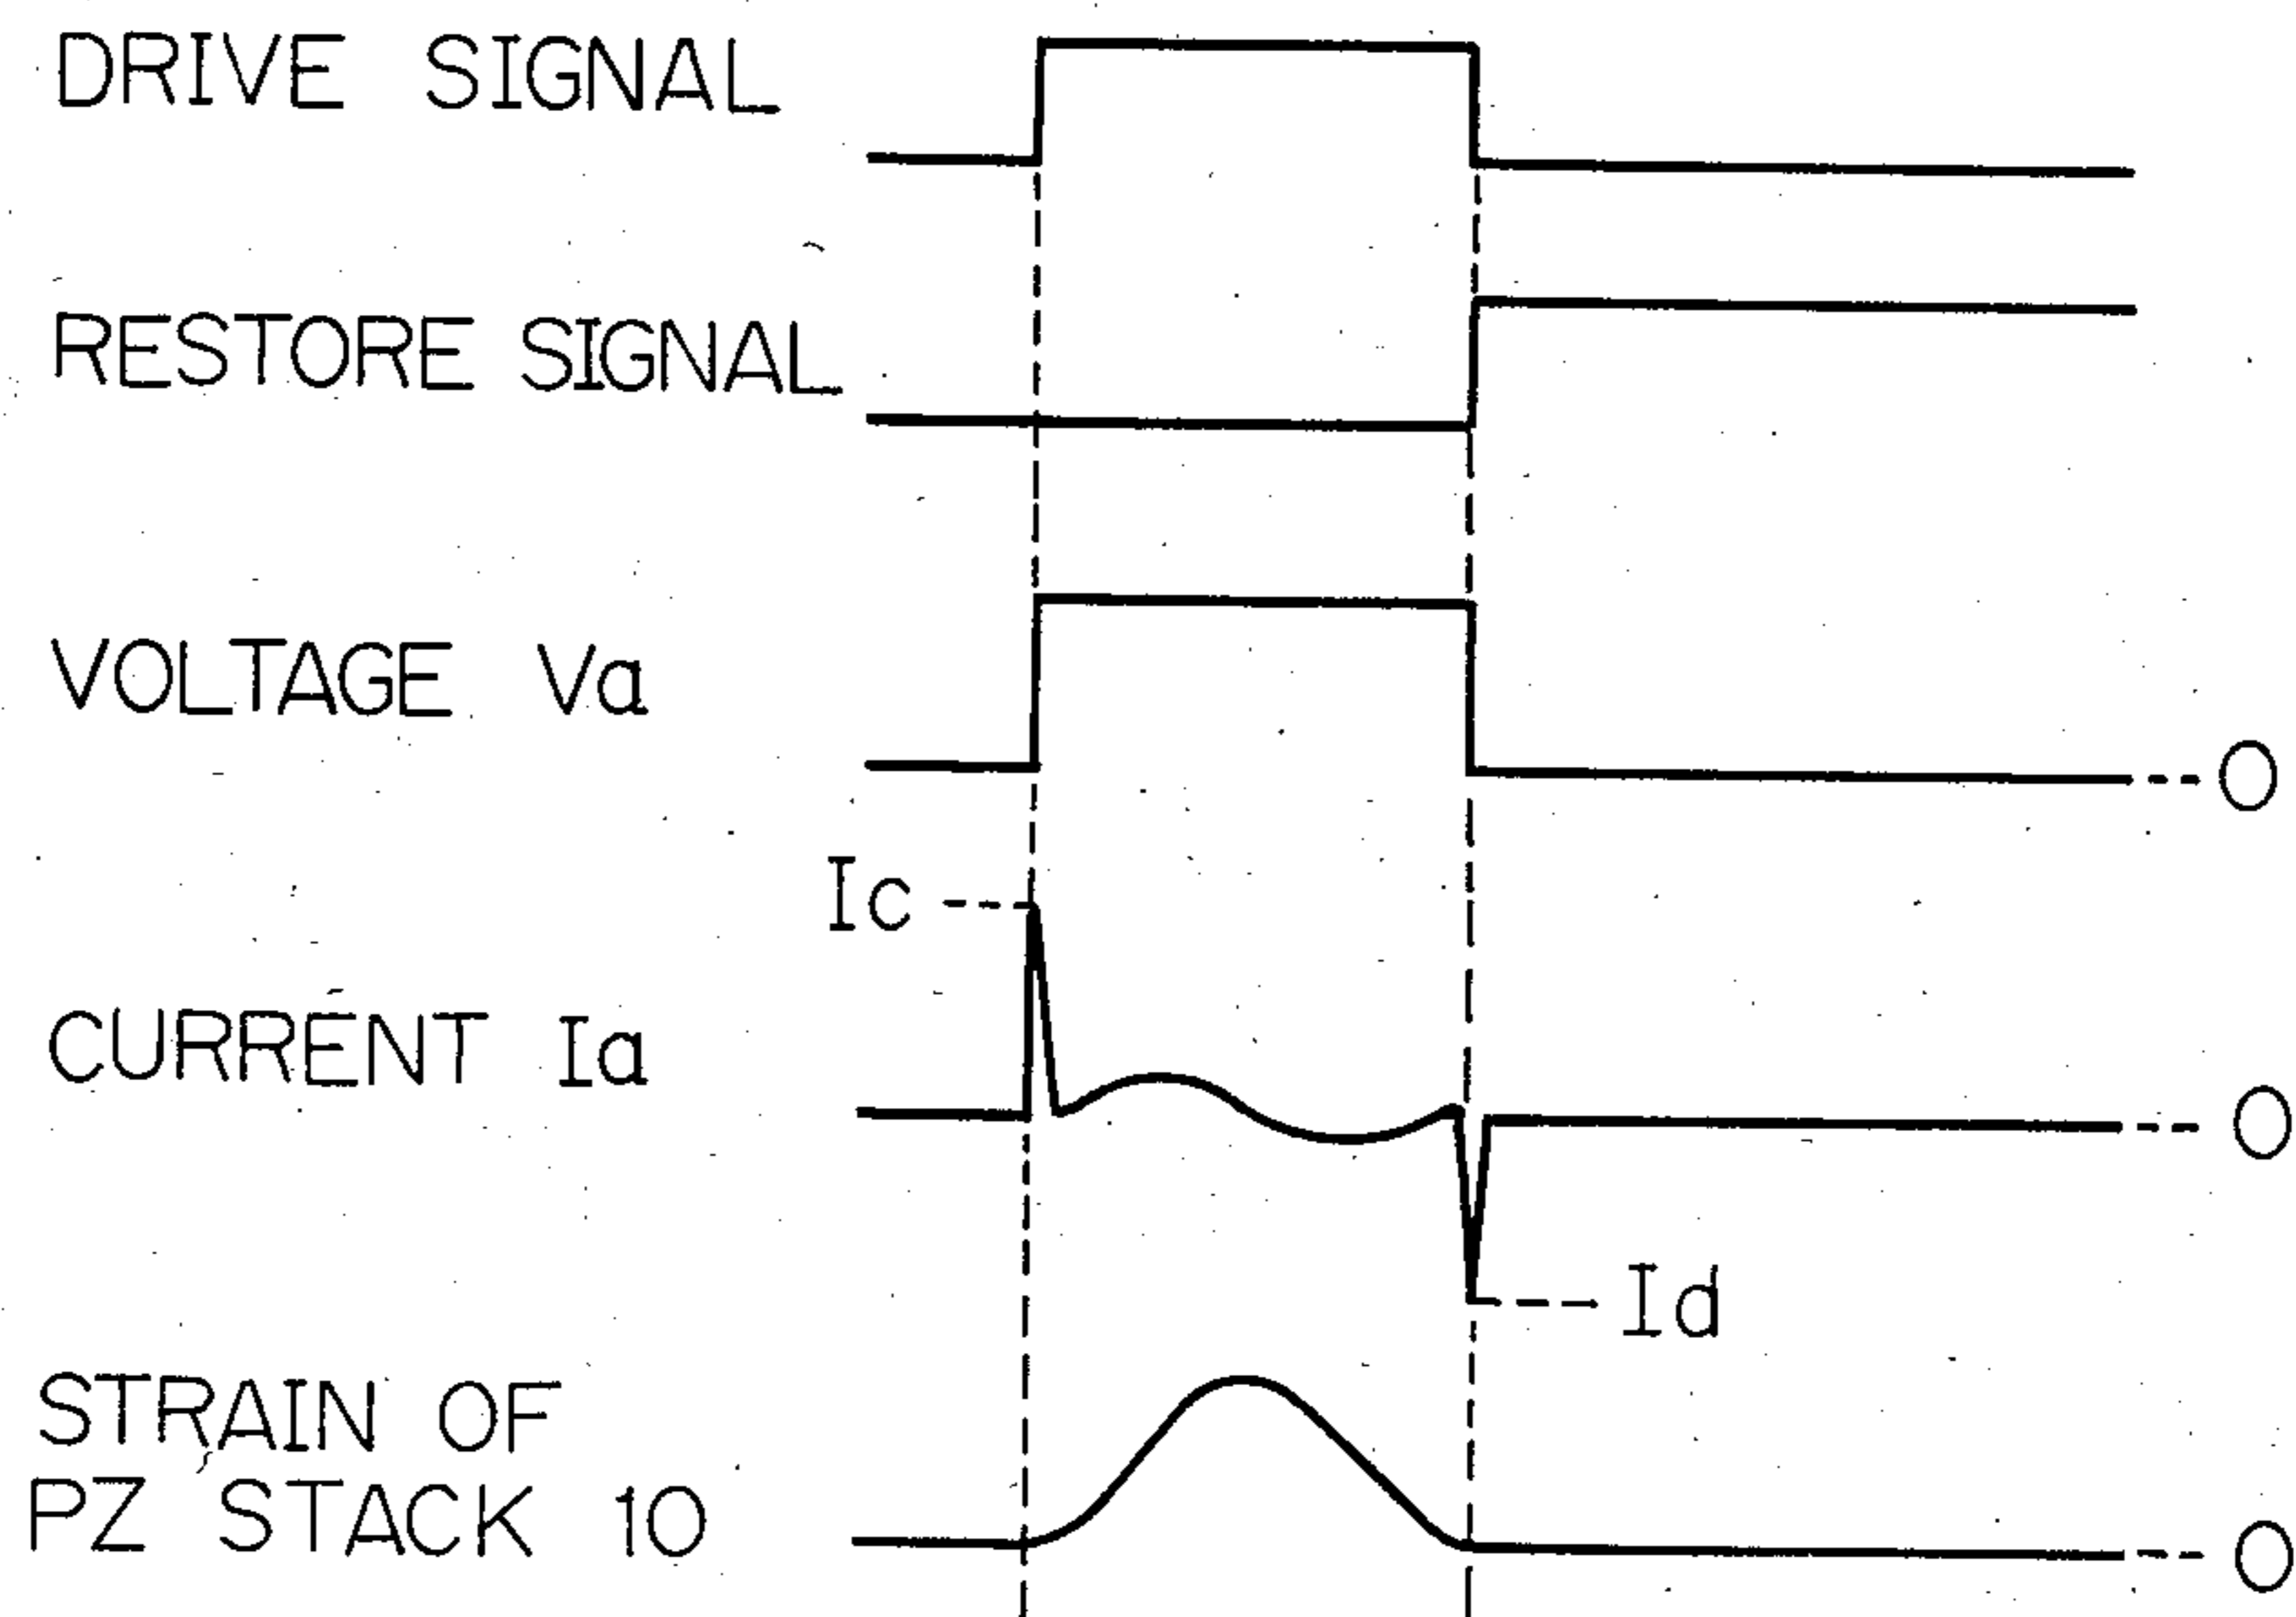 DRIVE SIGNAL
RESTORE SIGNAL
VOLTAGE Va
0
Ic
CURRENT Ia
0
Id
STRAIN OF
PZ STACK 10
0